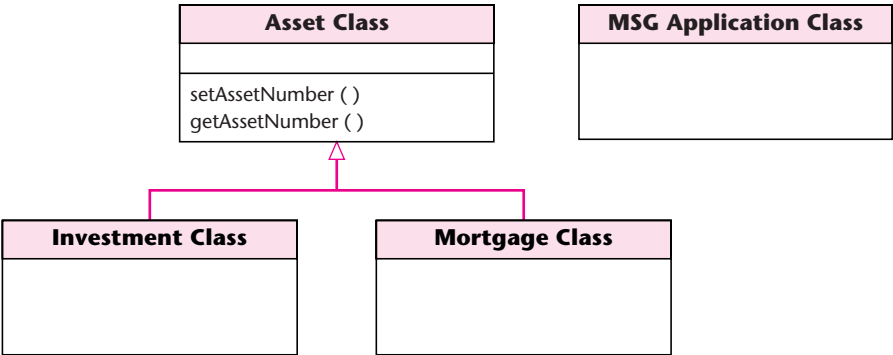 Asset Class
MSG Application Class
setAssetNumber ( )
getAssetNumber ( )
Investment Class
Mortgage Class